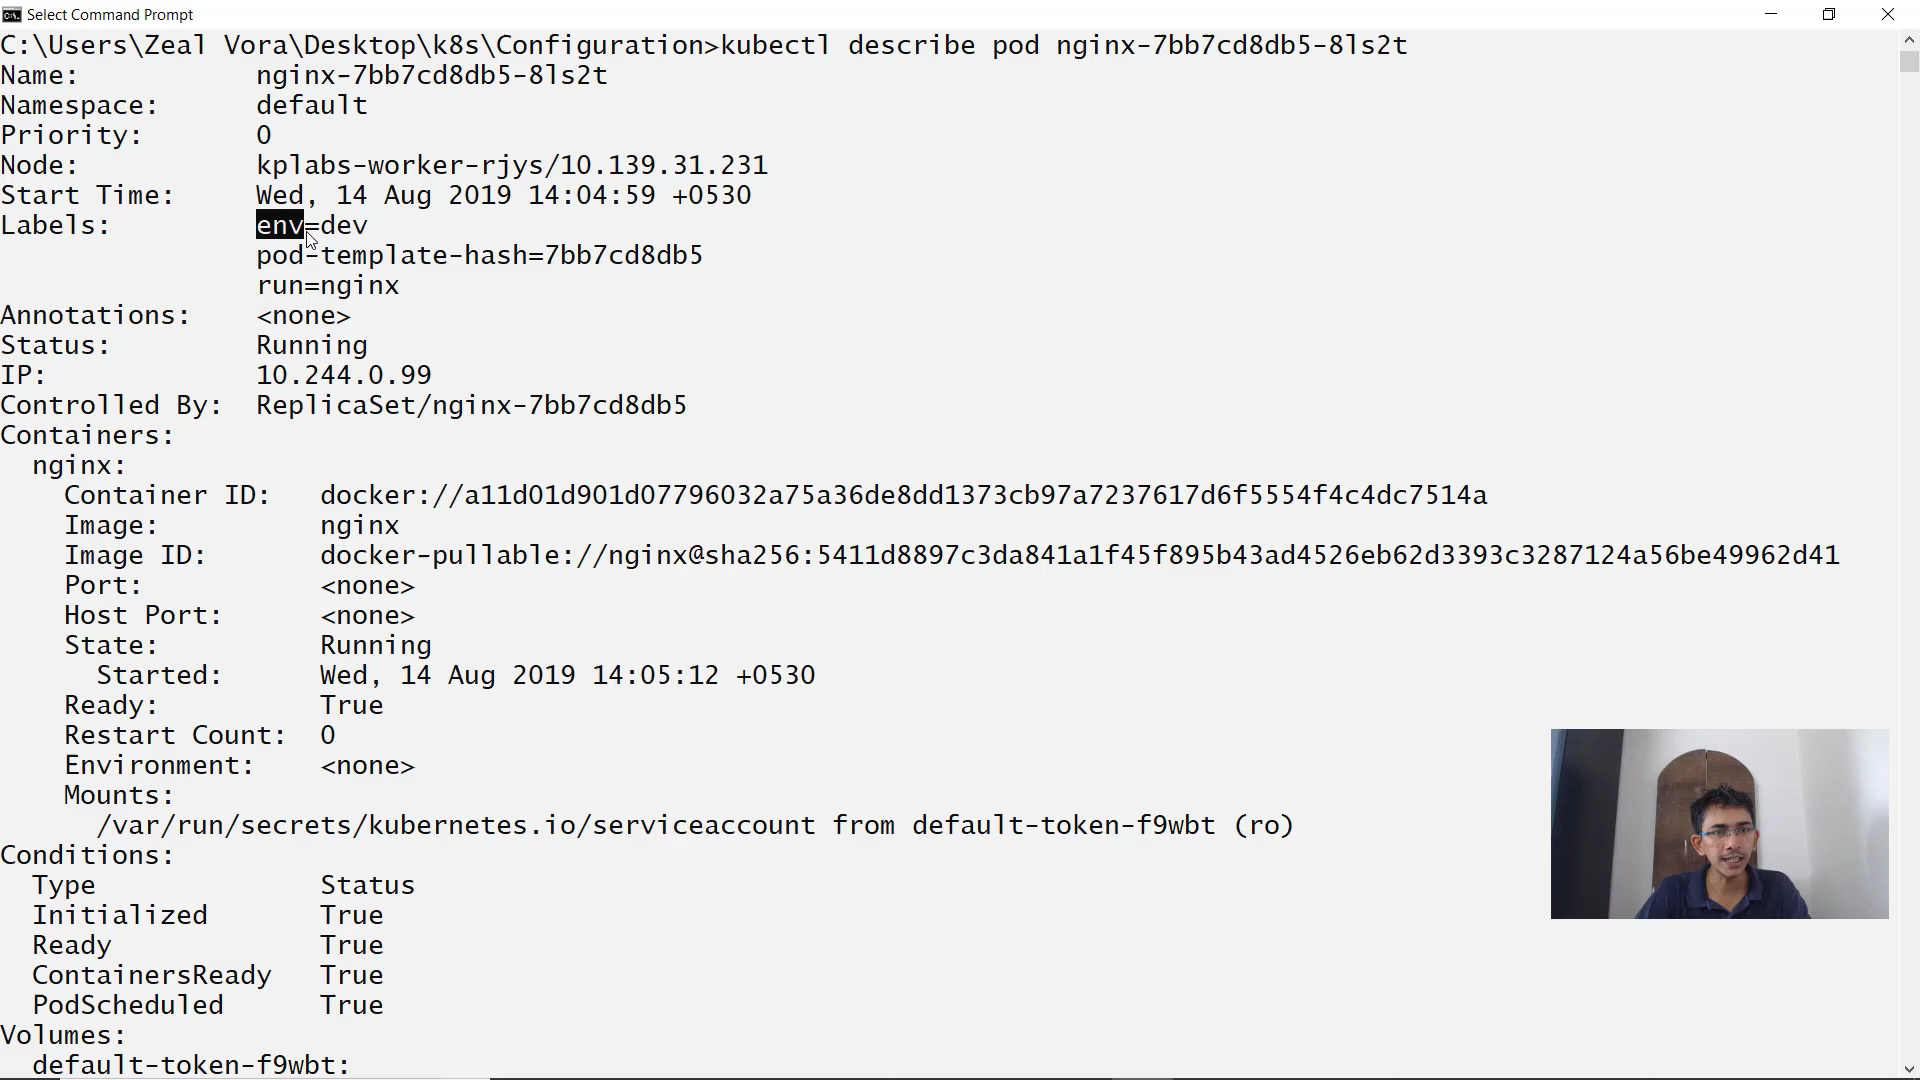 Select Command Prompt
C:\Users\Zeal Vora\Desktop\k8s\Configuration>kubectl describe pod nginx-7bb7cd8db5-8ls2t
Name: nginx-7bb7cd8db5-8ls2t
Namespace: default
Priority: 0
Node: kplabs-worker-rjys/10.139.31.231
Start Time: Wed, 14 Aug 2019 14:04:59 +0530
Labels: env=dev
pod-template-hash=7bb7cd8db5
run=nginx
Annotations: <none>
Status: Running
IP: 10.244.0.99
Controlled By: ReplicaSet/nginx-7bb7cd8db5
Containers:
nginx:
Container ID: docker://a11d01d901d07796032a75a36de8dd1373cb97a7237617d6f5554f4c4dc7514a
Image: nginx
Image ID: docker-pullable://nginx@sha256:5411d8897c3da841a1f45f895b43ad4526eb62d3393c3287124a56be49962d41
Port: <none>
Host Port: <none>
State: Running
Started: Wed, 14 Aug 2019 14:05:12 +0530
Ready: True
Restart Count: 0
Environment: <none>
Mounts:
/var/run/secrets/kubernetes.io/serviceaccount from default-token-f9wbt (ro)
Conditions:
Type Status
Initialized True
Ready True
ContainersReady True
PodScheduled True
Volumes:
default-token-f9wbt: